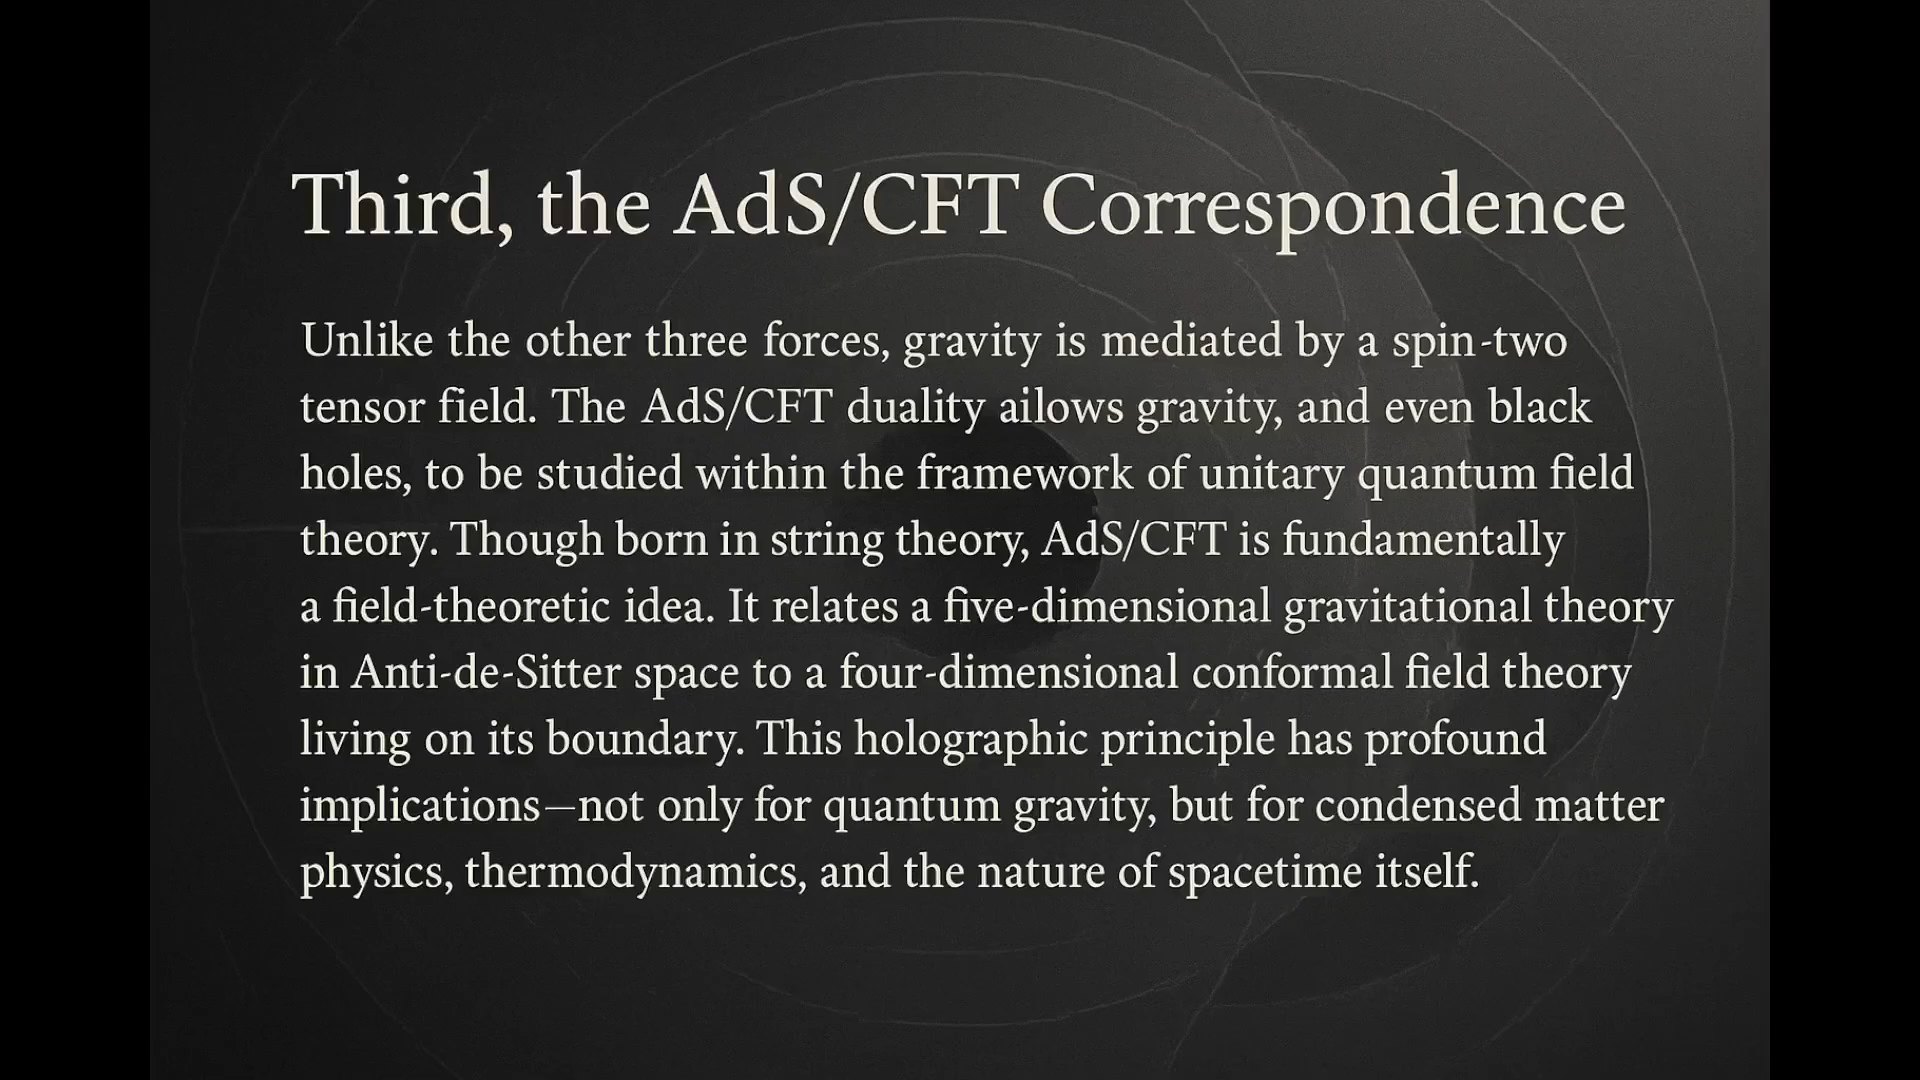 Third, the AdS/CFT Correspondence
Unlike the other three forces, gravity is mediated by a spin-two
tensor field. The AdS/CFT duality ailows gravity, and even black
holes, to be studied within the framework of unitary quantum field
theory. Though born in string theory, AdS/CFT is fundamentally
a field-theoretic idea. It relates a five-dimensional gravitational theory
in Anti-de-Sitter space to a four-dimensional conformal field theory
living on its boundary. This holographic principle has profound
implications—not only for quantum gravity, but for condensed matter
physics, thermodynamics, and the nature of spacetime itself.